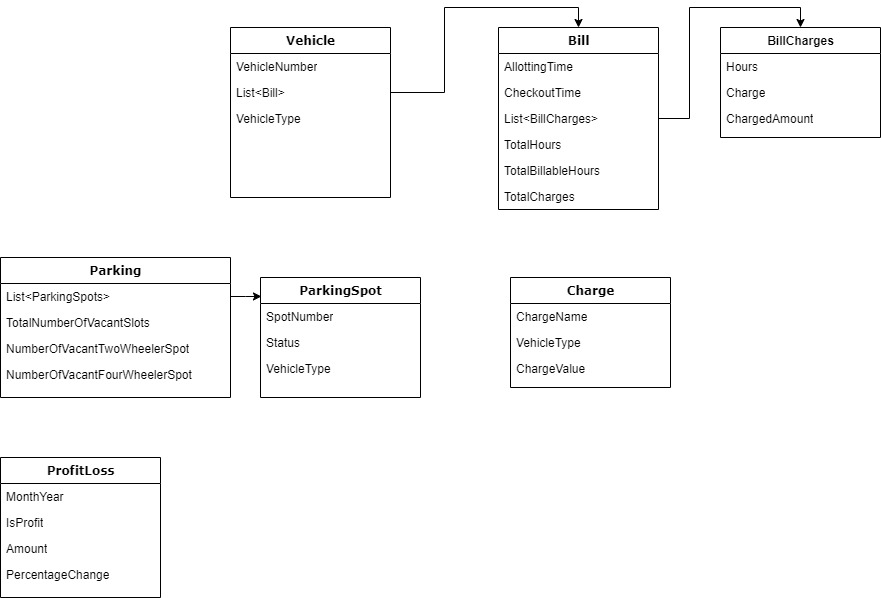 Vehicle
VehicleNumber
List<Bill>
VehicleType
Bill
AllottingTime
CheckoutTime
List<BillCharges>
TotalHours
TotalBillableHours
TotalCharges
BillCharges
Hours
Charge
ChargedAmount
Parking
List<ParkingSpots>
TotalNumberOfVacantSlots
NumberOfVacantTwoWheelerSpot
NumberOfVacantFourWheelerSpot
ParkingSpot
SpotNumber
Status
VehicleType
Charge
ChargeName
VehicleType
ChargeValue
ProfitLoss
MonthYear
IsProfit
Amount
PercentageChange